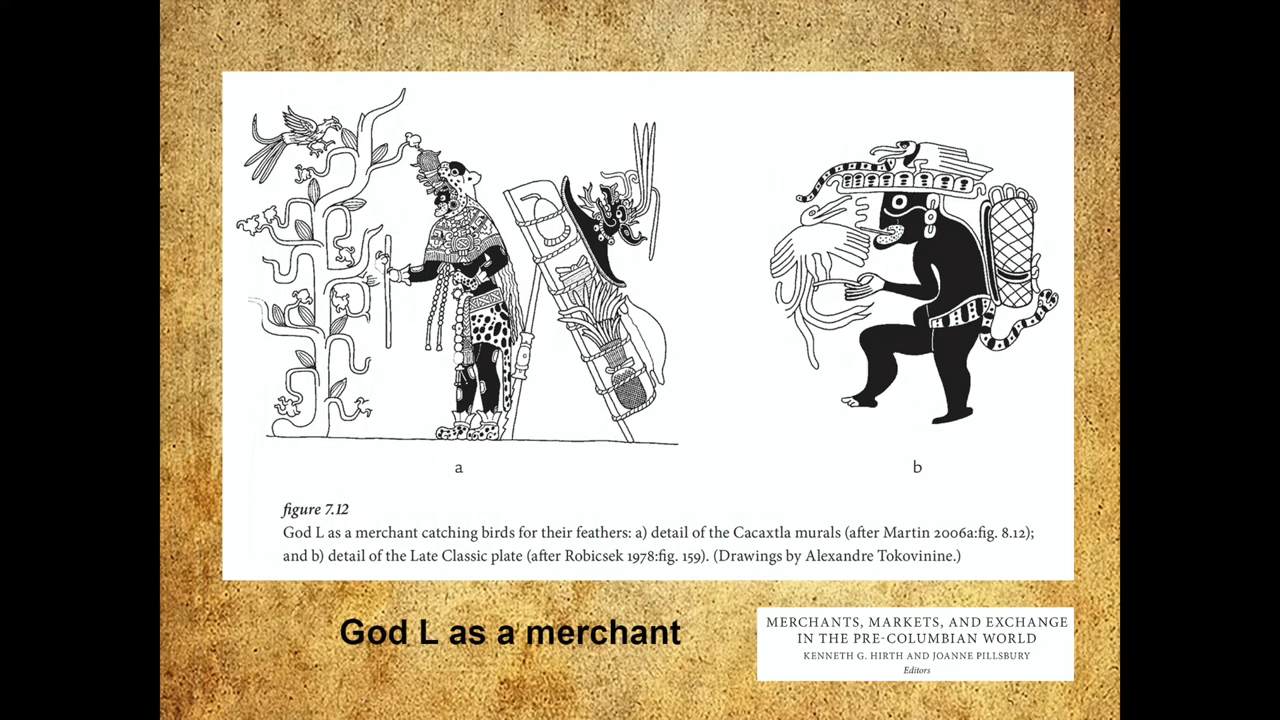 a
b
figure 7.12
God L as a merchant catching birds for their feathers: a) detail of the Cacaxtla murals (after Martin 2006a:fig. 8.12);
and b) detail of the Late Classic plate (after Robicsek 1978:fig. 159). (Drawings by Alexandre Tokovinine.)
God L as a merchant
MERCHANTS, MARKETS, AND EXCHANGE
IN THE PRE-COLUMBIAN WORLD
KENNETH G. HIRTH AND JOANNE PILLSBURY
Editors